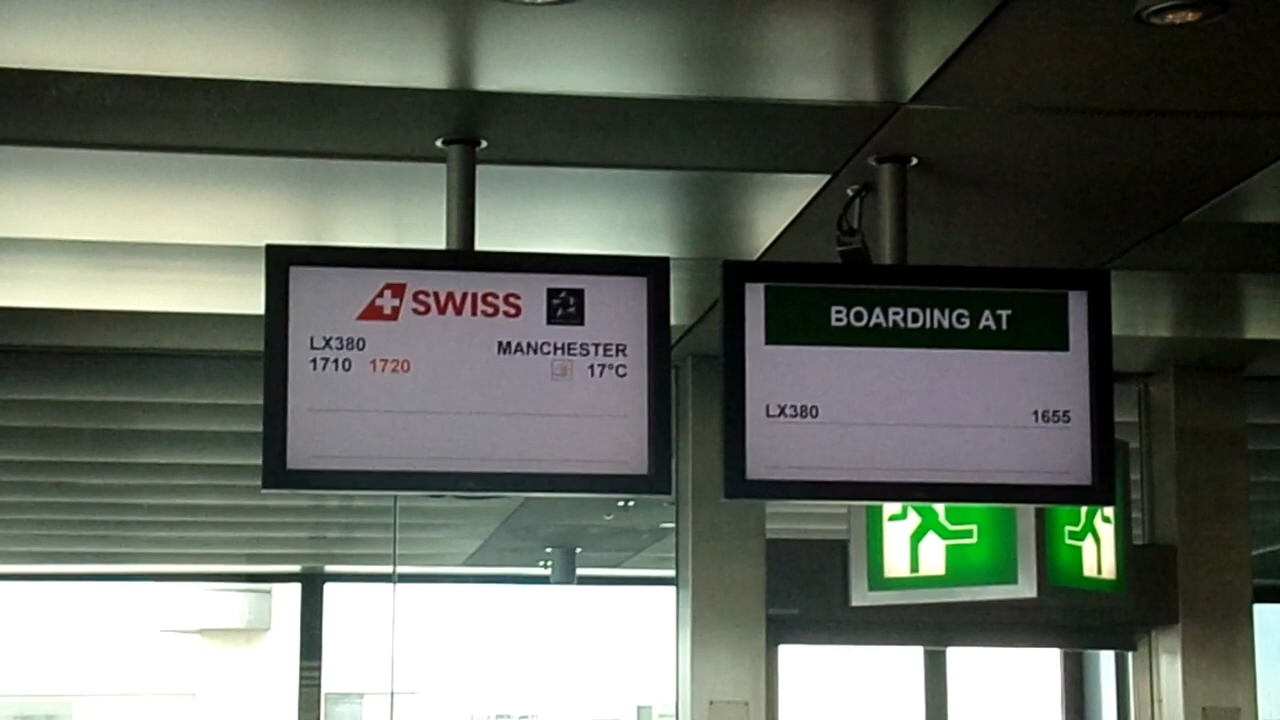 SWISS
LX380 MANCHESTER
1710 1720 17°C
BOARDING AT
LX380 1655